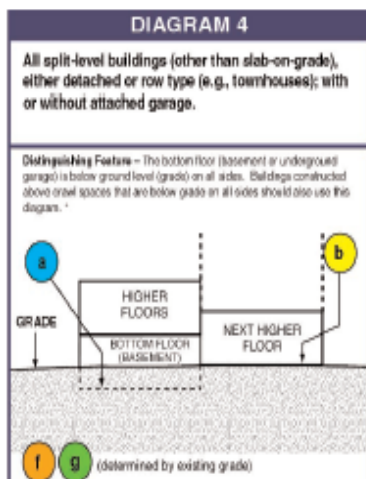 DIAGRAM 4
All split-level buildings (other than slab-on-grade),
either detached or row type (e.g., townhouses); with
or without attached garage.
Distinguishing Feature – The bottom floor (basement or underground
garage) is below ground level (grade) on all sides. Buildings constructed
above crawl spaces that are below grade on all sides should also use this
diagram. *
a
b
HIGHER
FLOORS
GRADE
NEXT HIGHER
FLOOR
BOTTOM FLOOR
(BASEMENT)
f g (determined by existing grade)